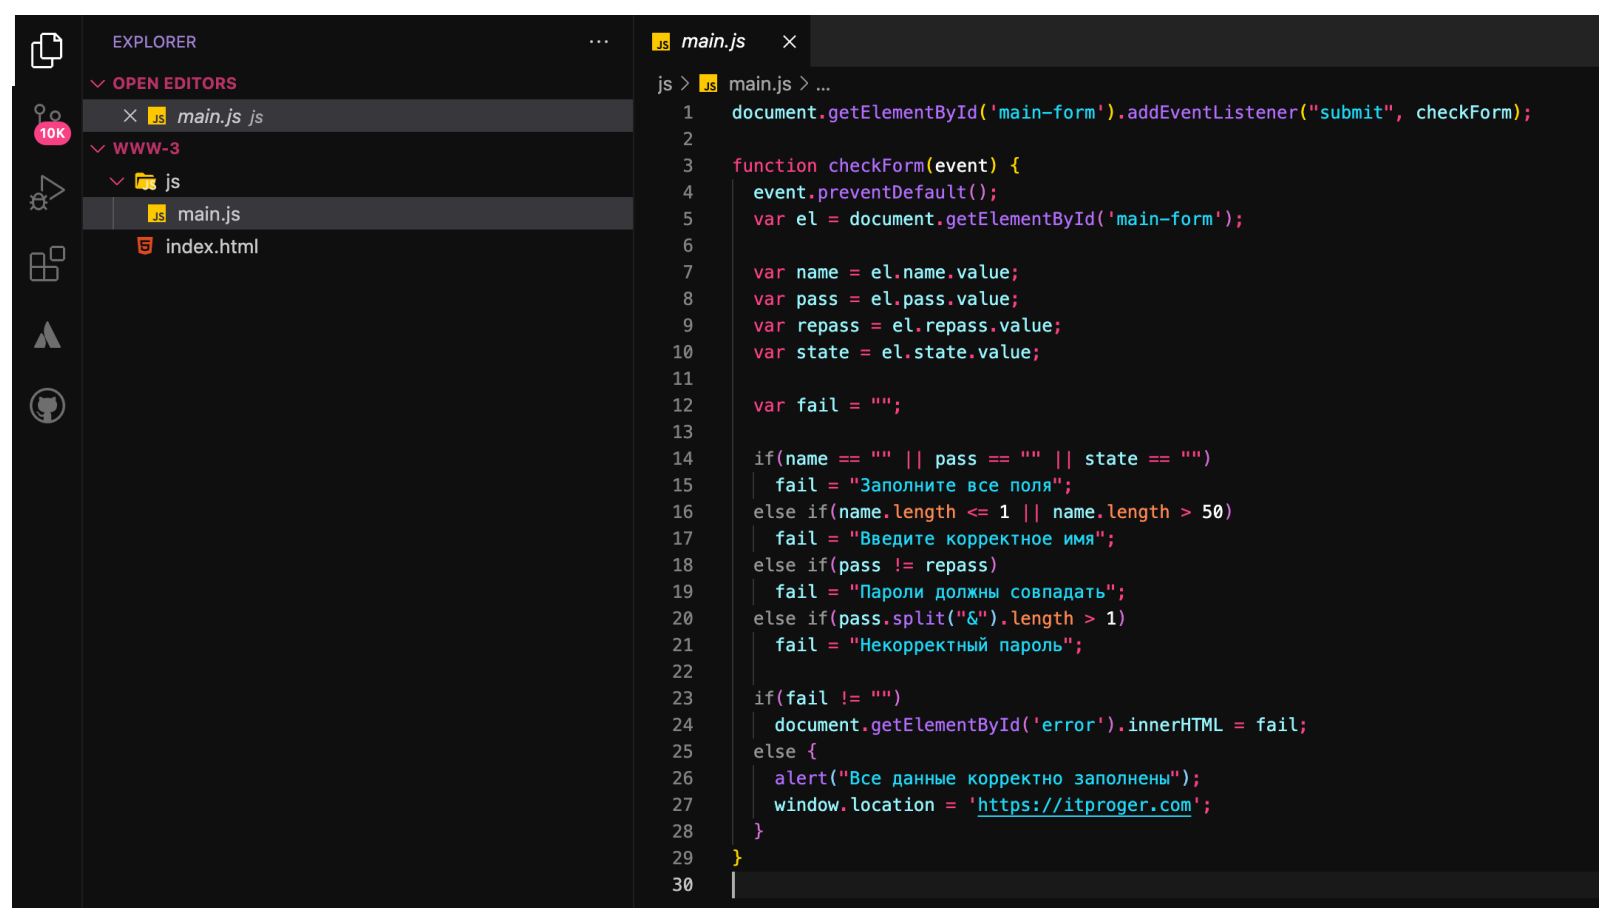 EXPLORER
OPEN EDITORS
main.js js
10K
WWW-3
js
main.js
index.html
main.js
js > main.js > ...
1 document.getElementById('main-form').addEventListener("submit", checkForm);
2
3 function checkForm(event) {
4 event.preventDefault();
5 var el = document.getElementById('main-form');
6
7 var name = el.name.value;
8 var pass = el.pass.value;
9 var repass = el.repass.value;
10 var state = el.state.value;
11
12 var fail = "";
13
14 if(name == "" || pass == "" || state == "")
15 fail = "Заполните все поля";
16 else if(name.length <= 1 || name.length > 50)
17 fail = "Введите корректное имя";
18 else if(pass != repass)
19 fail = "Пароли должны совпадать";
20 else if(pass.split("&").length > 1)
21 fail = "Некорректный пароль";
22
23 if(fail != "")
24 document.getElementById('error').innerHTML = fail;
25 else {
26 alert("Все данные корректно заполнены");
27 window.location = 'https://itproger.com';
28 }
29 }
30